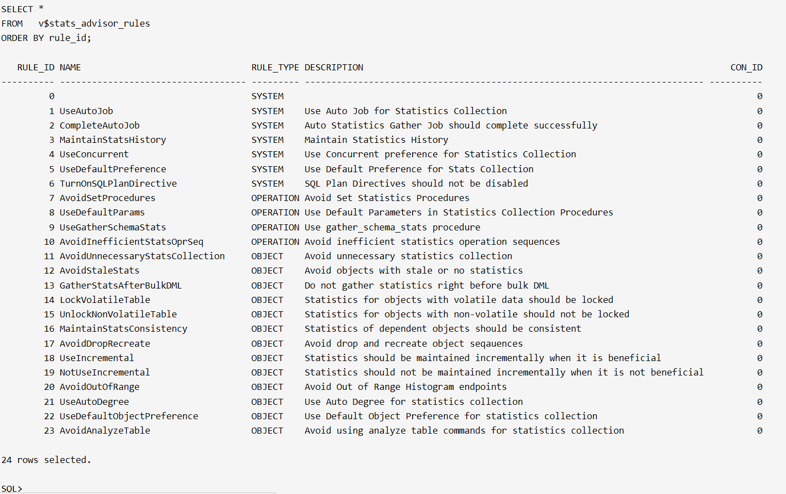 SELECT *
FROM   v$stats_advisor_rules
ORDER BY rule_id;
   RULE_ID NAME                                RULE_TYPE DESCRIPTION                                                                    CON_ID
---------- ----------------------------------- --------- -------------------------------------------------------------------------- ----------
         0                                     SYSTEM                                                                                        0
         1 UseAutoJob                          SYSTEM    Use Auto Job for Statistics Collection                                              0
         2 CompleteAutoJob                     SYSTEM    Auto Statistics Gather Job should complete successfully                             0
         3 MaintainStatsHistory                SYSTEM    Maintain Statistics History                                                         0
         4 UseConcurrent                       SYSTEM    Use Concurrent preference for Statistics Collection                                 0
         5 UseDefaultPreference                SYSTEM    Use Default Preference for Stats Collection                                         0
         6 TurnOnSQLPlanDirective              SYSTEM    SQL Plan Directives should not be disabled                                          0
         7 AvoidSetProcedures                  OPERATION Avoid Set Statistics Procedures                                                     0
         8 UseDefaultParams                    OPERATION Use Default Parameters in Statistics Collection Procedures                          0
         9 UseGatherSchemaStats                OPERATION Use gather_schema_stats procedure                                                   0
        10 AvoidInefficientStatsOprSeq         OPERATION Avoid inefficient statistics operation sequences                                    0
        11 AvoidUnnecessaryStatsCollection     OBJECT    Avoid unnecessary statistics collection                                             0
        12 AvoidStaleStats                     OBJECT    Avoid objects with stale or no statistics                                           0
        13 GatherStatsAfterBulkDML             OBJECT    Do not gather statistics right before bulk DML                                      0
        14 LockVolatileTable                   OBJECT    Statistics for objects with volatile data should be locked                          0
        15 UnlockNonVolatileTable              OBJECT    Statistics for objects with non-volatile should not be locked                       0
        16 MaintainStatsConsistency            OBJECT    Statistics of dependent objects should be consistent                                0
        17 AvoidDropRecreate                   OBJECT    Avoid drop and recreate object seqauences                                           0
        18 UseIncremental                      OBJECT    Statistics should be maintained incrementally when it is beneficial                 0
        19 NotUseIncremental                   OBJECT    Statistics should not be maintained incrementally when it is not beneficial         0
        20 AvoidOutOfRange                     OBJECT    Avoid Out of Range Histogram endpoints                                              0
        21 UseAutoDegree                       OBJECT    Use Auto Degree for statistics collection                                           0
        22 UseDefaultObjectPreference          OBJECT    Use Default Object Preference for statistics collection                             0
        23 AvoidAnalyzeTable                   OBJECT    Avoid using analyze table commands for statistics collection                        0
24 rows selected.
SQL>